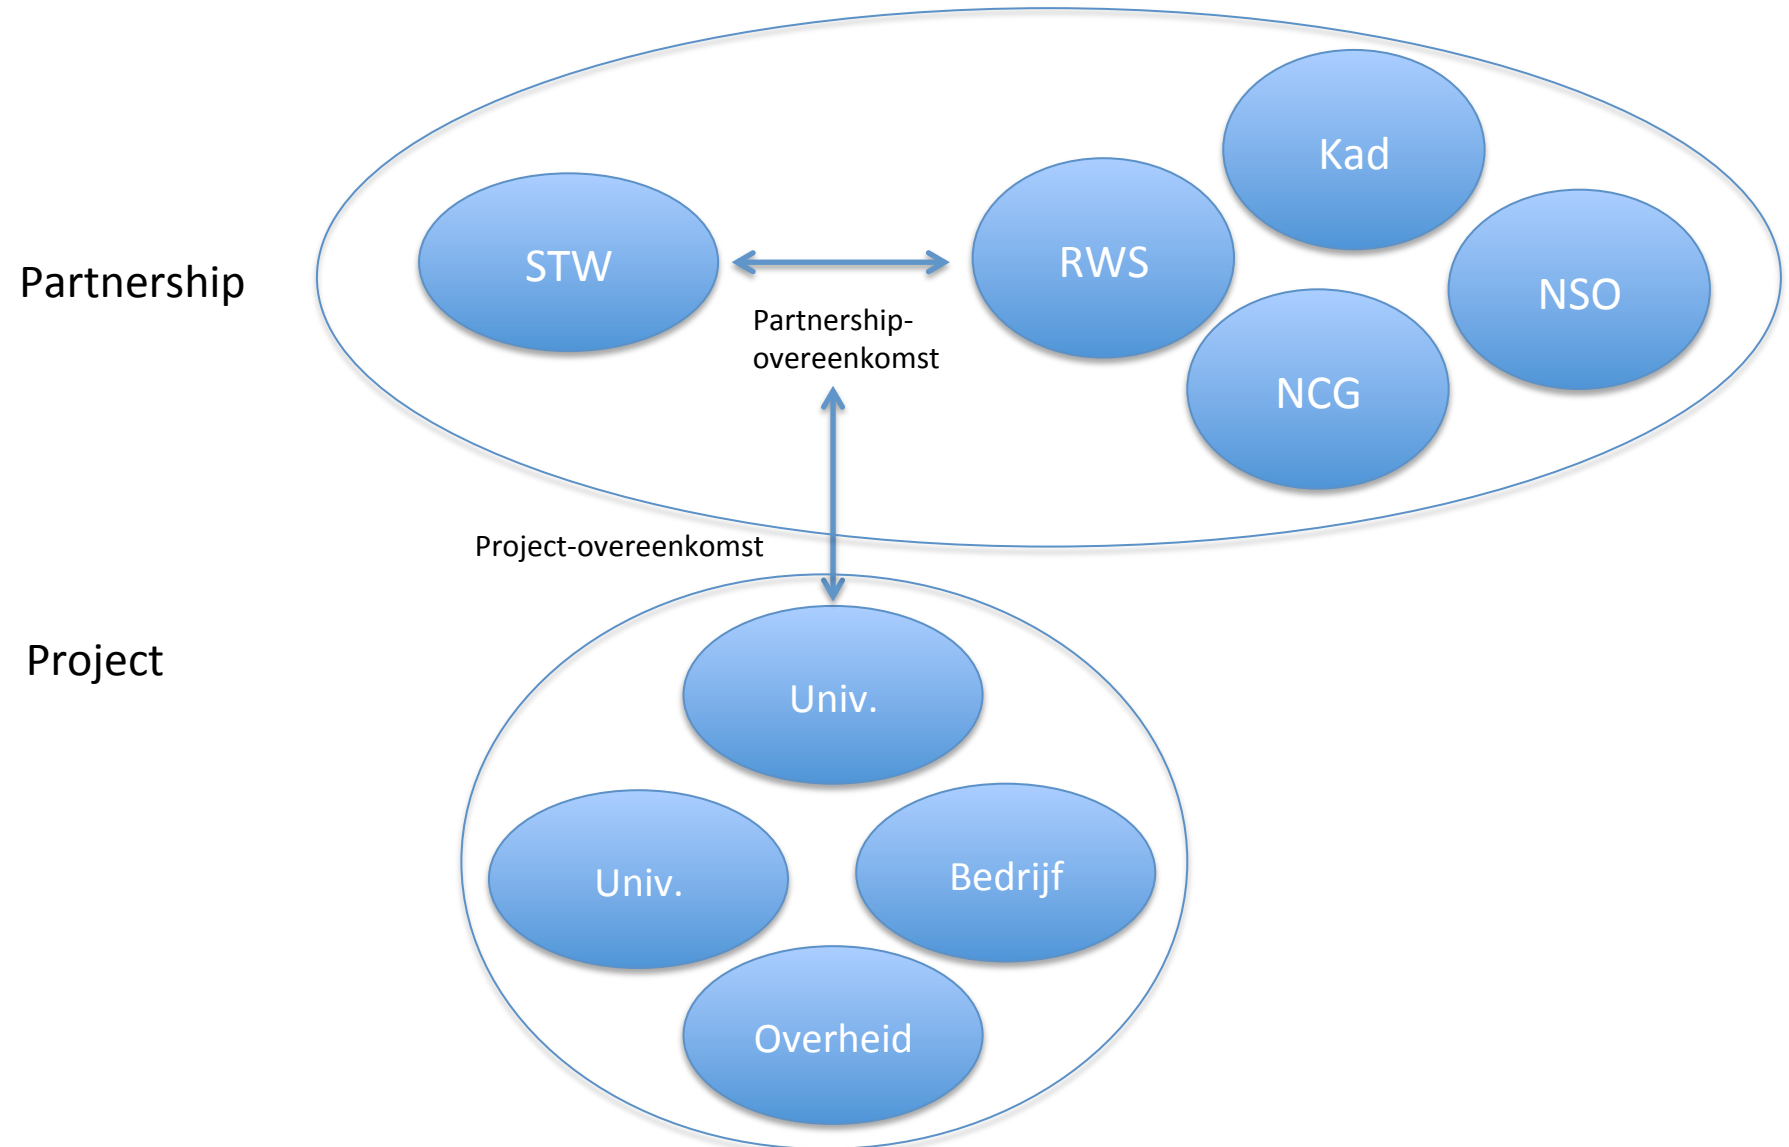 Kad
STW
RWS
Partnership
NSO
Partnership-
overeenkomst
NCG
Project-overeenkomst
Project
Univ.
Univ.
Bedrijf
Overheid